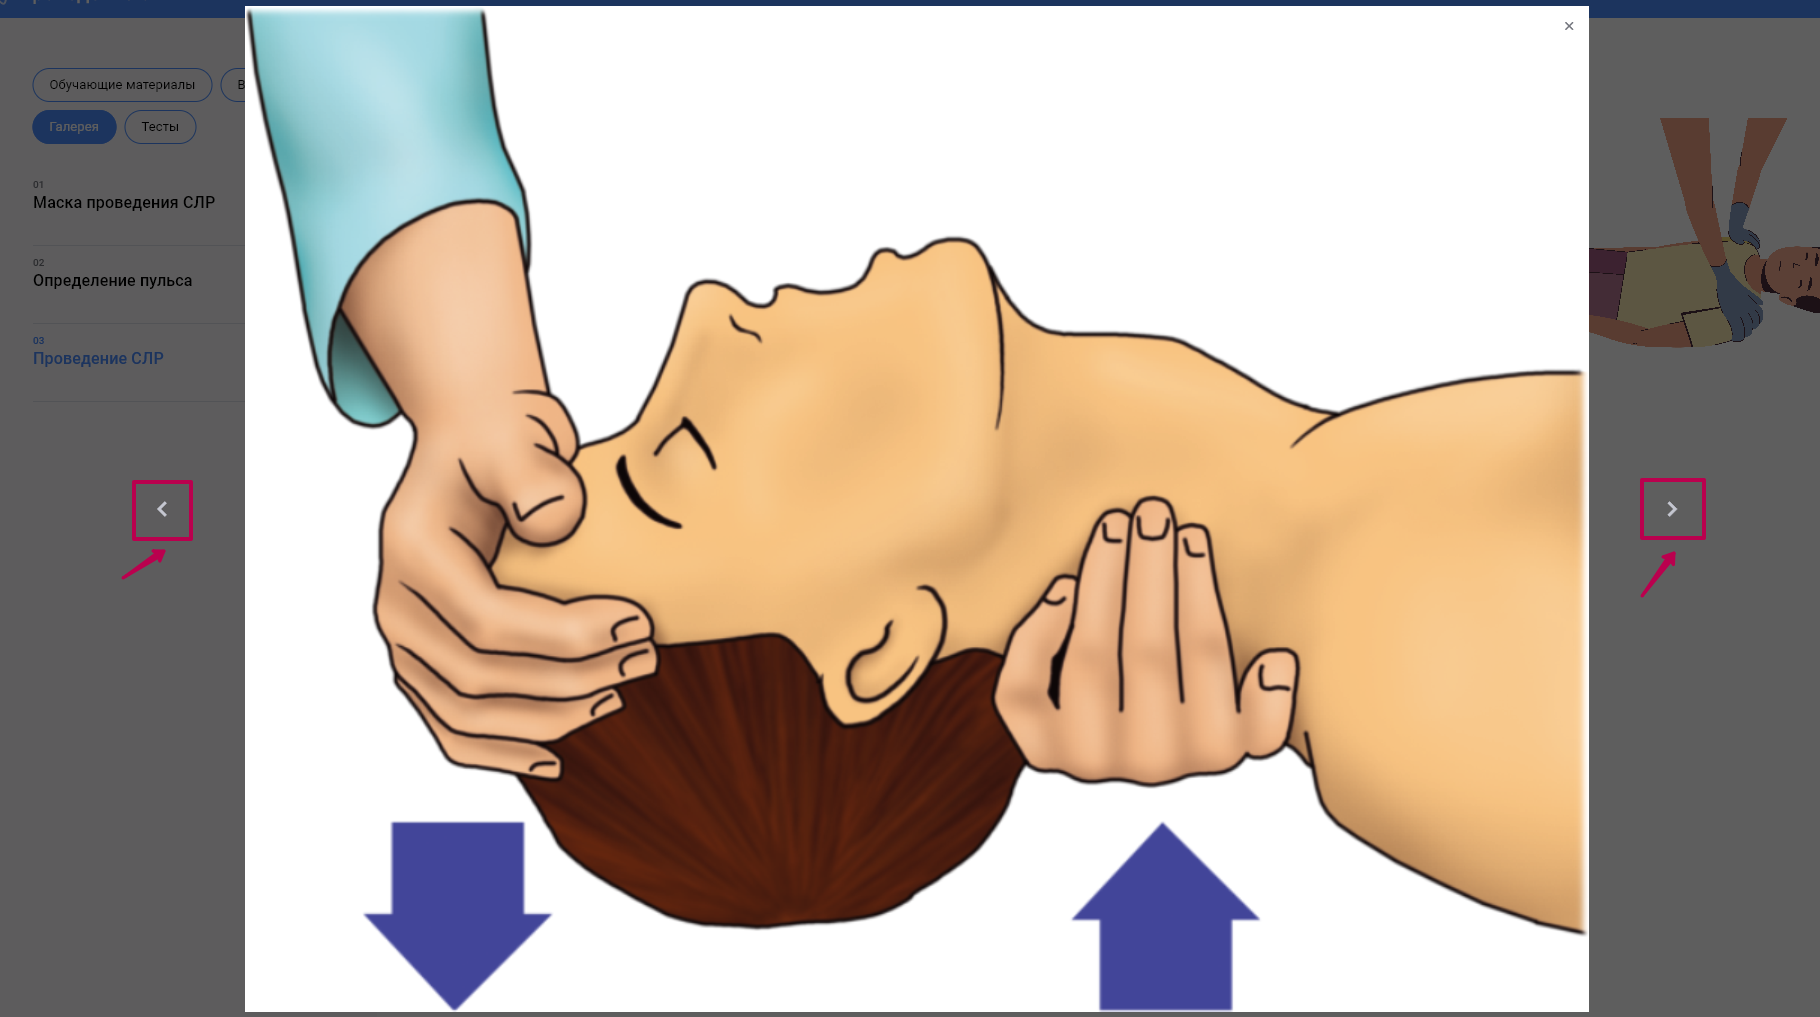 Обучающие материалы
В
Галерея
Тесты
01
Маска проведения СЛР
02
Определение пульса
03
Проведение СЛР